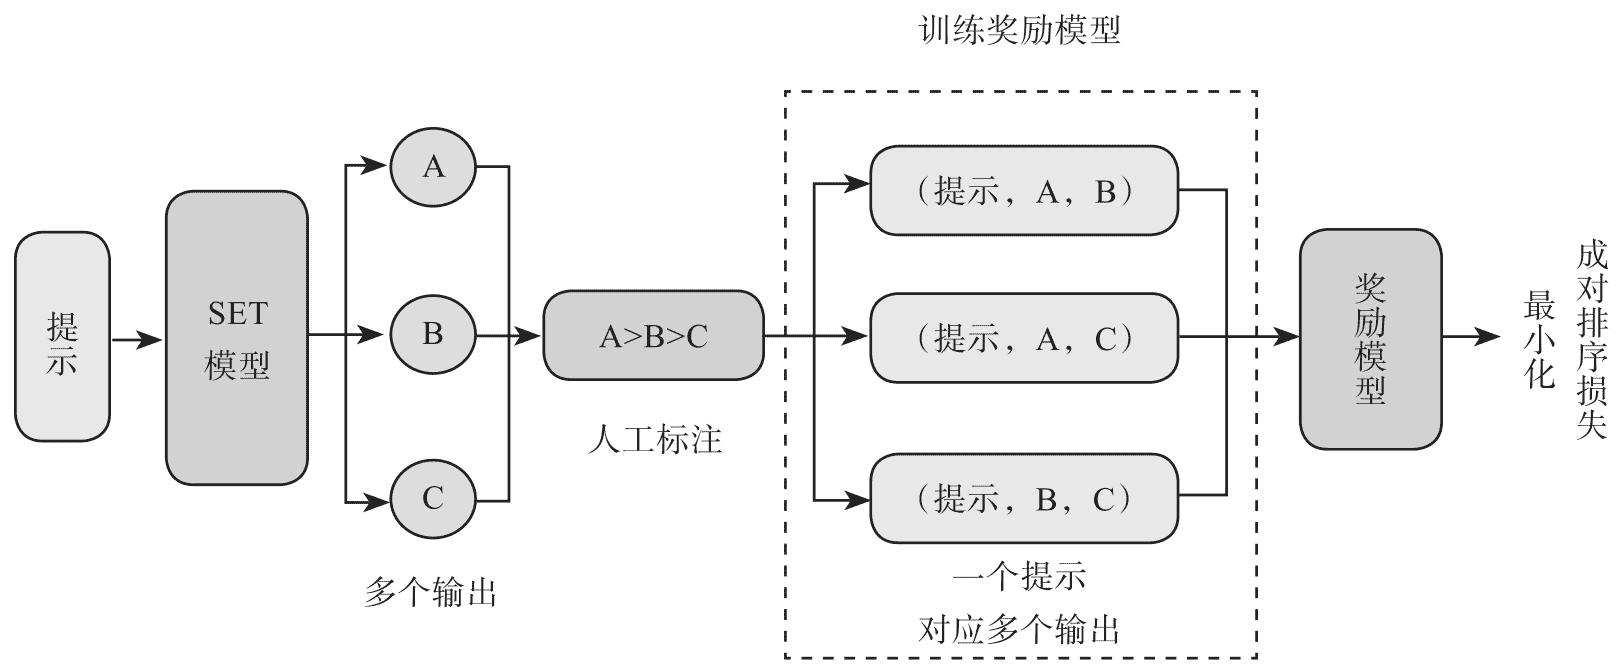 训练奖励模型
提示
SET
模型
A
B
C
多个输出
A>B>C
人工标注
（提示，A，B）
（提示，A，C）
（提示，B，C）
一个提示
对应多个输出
奖励模型
最小化
成对排序损失